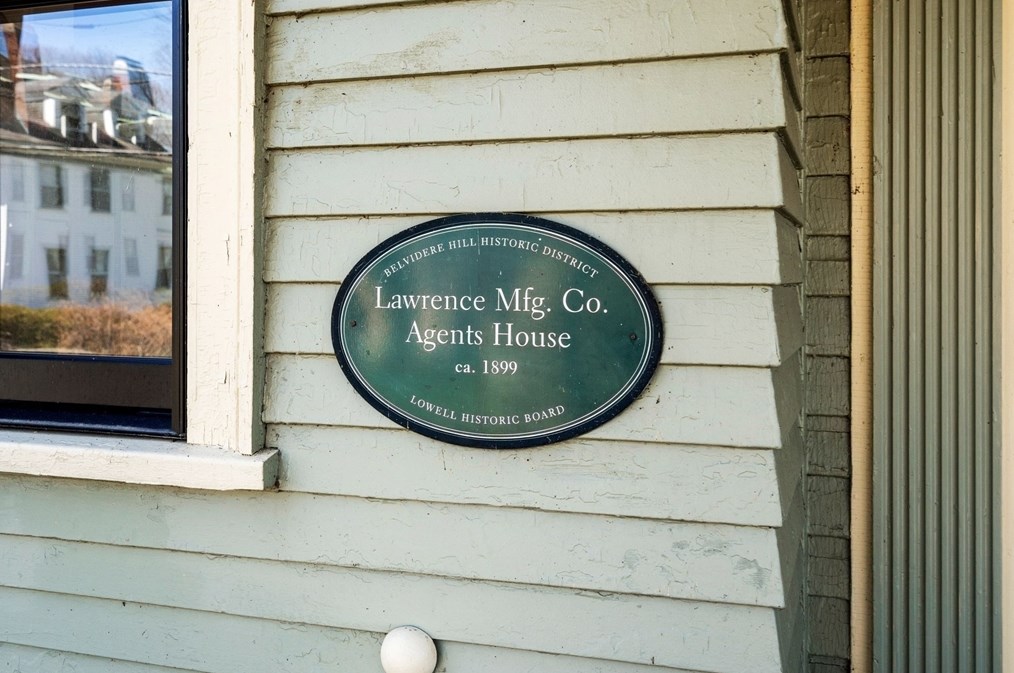 BELVIDERE HILL HISTORIC DISTRICT
Lawrence Mfg. Co.
Agents House
ca. 1899
LOWELL HISTORIC BOARD